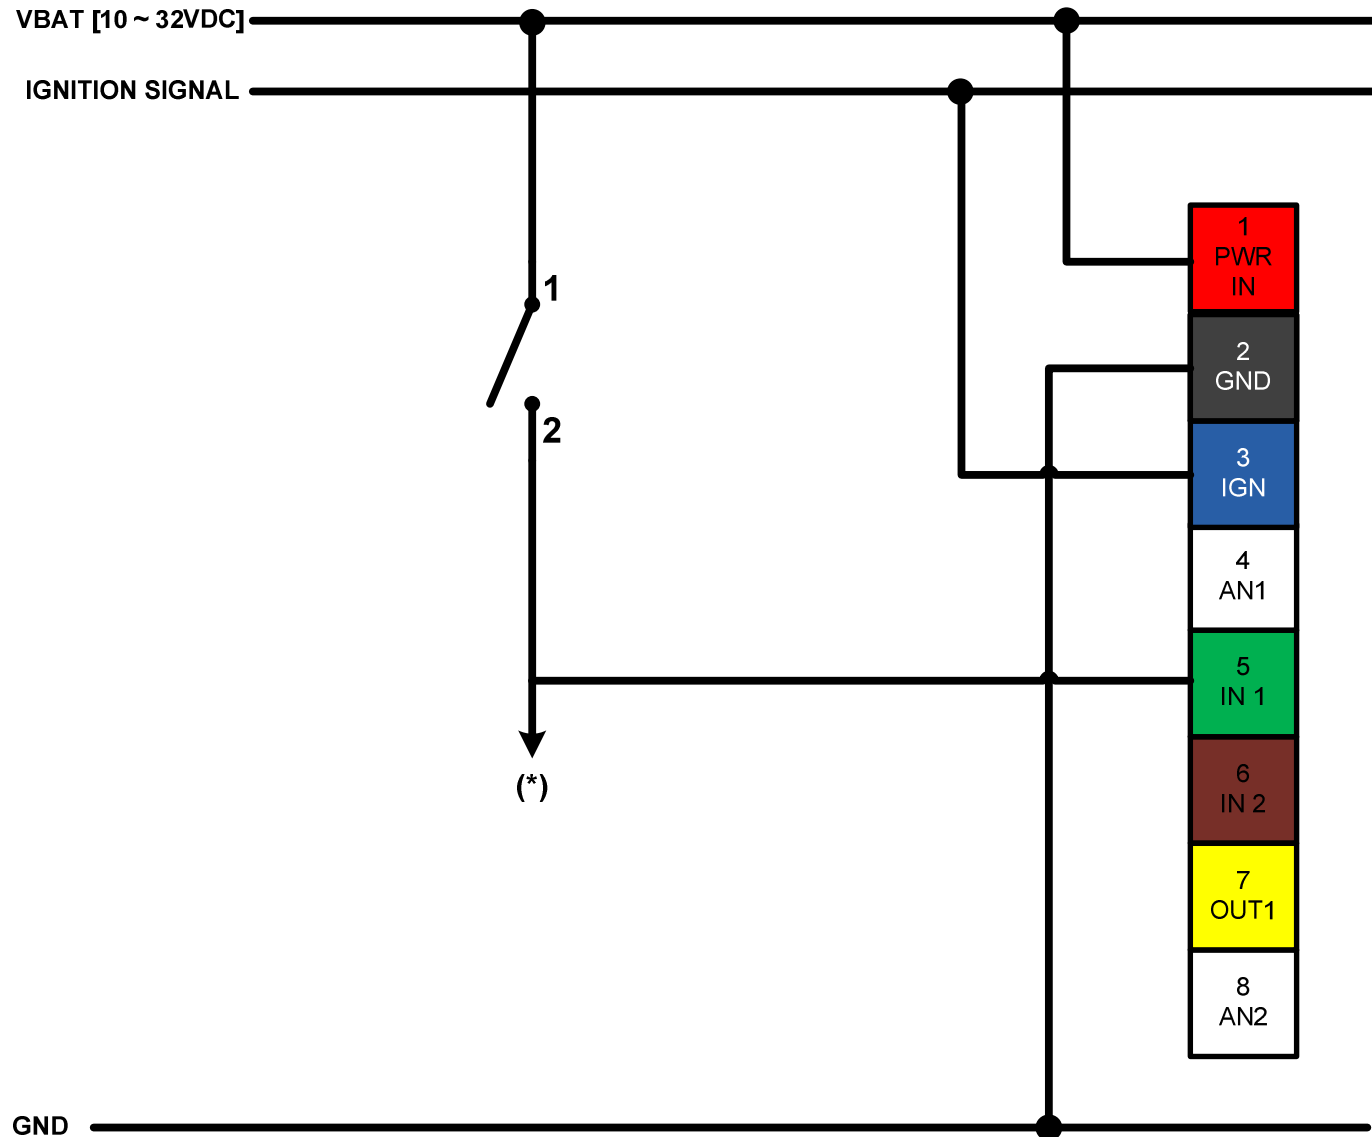 VBAT [10 ~ 32VDC]
IGNITION SIGNAL
1
2
(*)
1
PWR
IN
2
GND
3
IGN
4
AN1
5
IN 1
6
IN 2
7
OUT1
8
AN2
GND